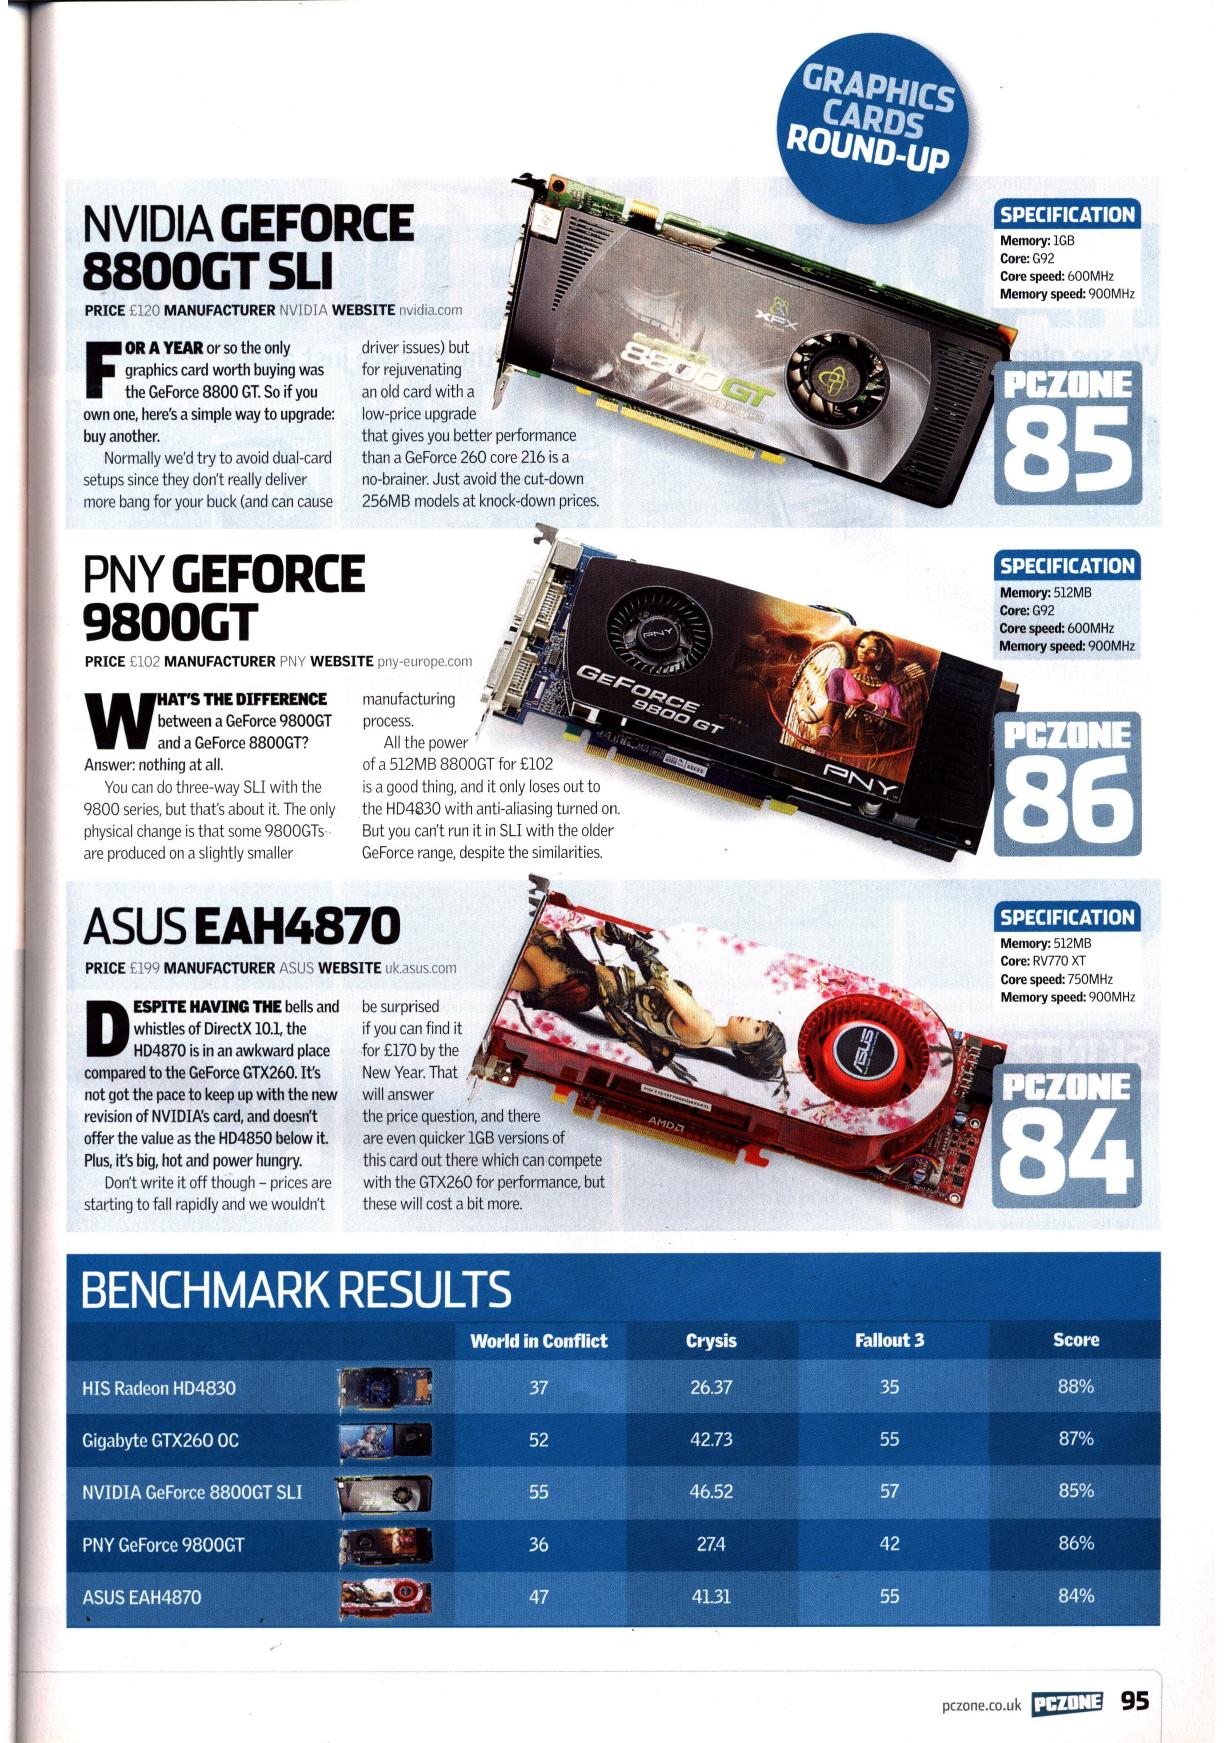 GRAPHICS
CARDS
ROUND-UP
NVIDIA GEFORCE
8800GT SLI
PRICE £120 MANUFACTURER NVIDIA WEBSITE nvidia.com
FOR A YEAR or so the only
graphics card worth buying was
the GeForce 8800 GT. So if you
own one, here's a simple way to upgrade:
buy another.
Normally we'd try to avoid dual-card
setups since they don't really deliver
more bang for your buck (and can cause
driver issues) but
for rejuvenating
an old card with a
low-price upgrade
that gives you better performance
than a GeForce 260 core 216 is a
no-brainer. Just avoid the cut-down
256MB models at knock-down prices.
XFX
GEFORCE
8800GT
SPECIFICATION
Memory: 1GB
Core: G92
Core speed: 600MHz
Memory speed: 900MHz
PCZONE
85
PNY GEFORCE
9800GT
PRICE £102 MANUFACTURER PNY WEBSITE pny-europe.com
WHAT'S THE DIFFERENCE
between a GeForce 9800GT
and a GeForce 8800GT?
Answer: nothing at all.
You can do three-way SLI with the
9800 series, but that's about it. The only
physical change is that some 9800GTs
are produced on a slightly smaller
manufacturing
process.
All the power
of a 512MB 8800GT for £102
is a good thing, and it only loses out to
the HD4830 with anti-aliasing turned on.
But you can't run it in SLI with the older
GeForce range, despite the similarities.
PNY
GEFORCE
9800 GT
PNY
SPECIFICATION
Memory: 512MB
Core: G92
Core speed: 600MHz
Memory speed: 900MHz
PCZONE
86
ASUS EAH4870
PRICE £199 MANUFACTURER ASUS WEBSITE uk.asus.com
DESPITE HAVING THE bells and
whistles of DirectX 10.1, the
HD4870 is in an awkward place
compared to the GeForce GTX260. It's
not got the pace to keep up with the new
revision of NVIDIA's card, and doesn't
offer the value as the HD4850 below it.
Plus, it's big, hot and power hungry.
Don't write it off though – prices are
starting to fall rapidly and we wouldn't
be surprised
if you can find it
for £170 by the
New Year. That
will answer
the price question, and there
are even quicker 1GB versions of
this card out there which can compete
with the GTX260 for performance, but
these will cost a bit more.
ASUS
AMD
SPECIFICATION
Memory: 512MB
Core: RV770 XT
Core speed: 750MHz
Memory speed: 900MHz
PCZONE
84
BENCHMARK RESULTS
World in Conflict Crysis Fallout 3 Score
HIS Radeon HD4830 37 26.37 35 88%
Gigabyte GTX260 OC 52 42.73 55 87%
NVIDIA GeForce 8800GT SLI 55 46.52 57 85%
PNY GeForce 9800GT 36 27.4 42 86%
ASUS EAH4870 47 41.31 55 84%
pczone.co.uk PCZONE 95